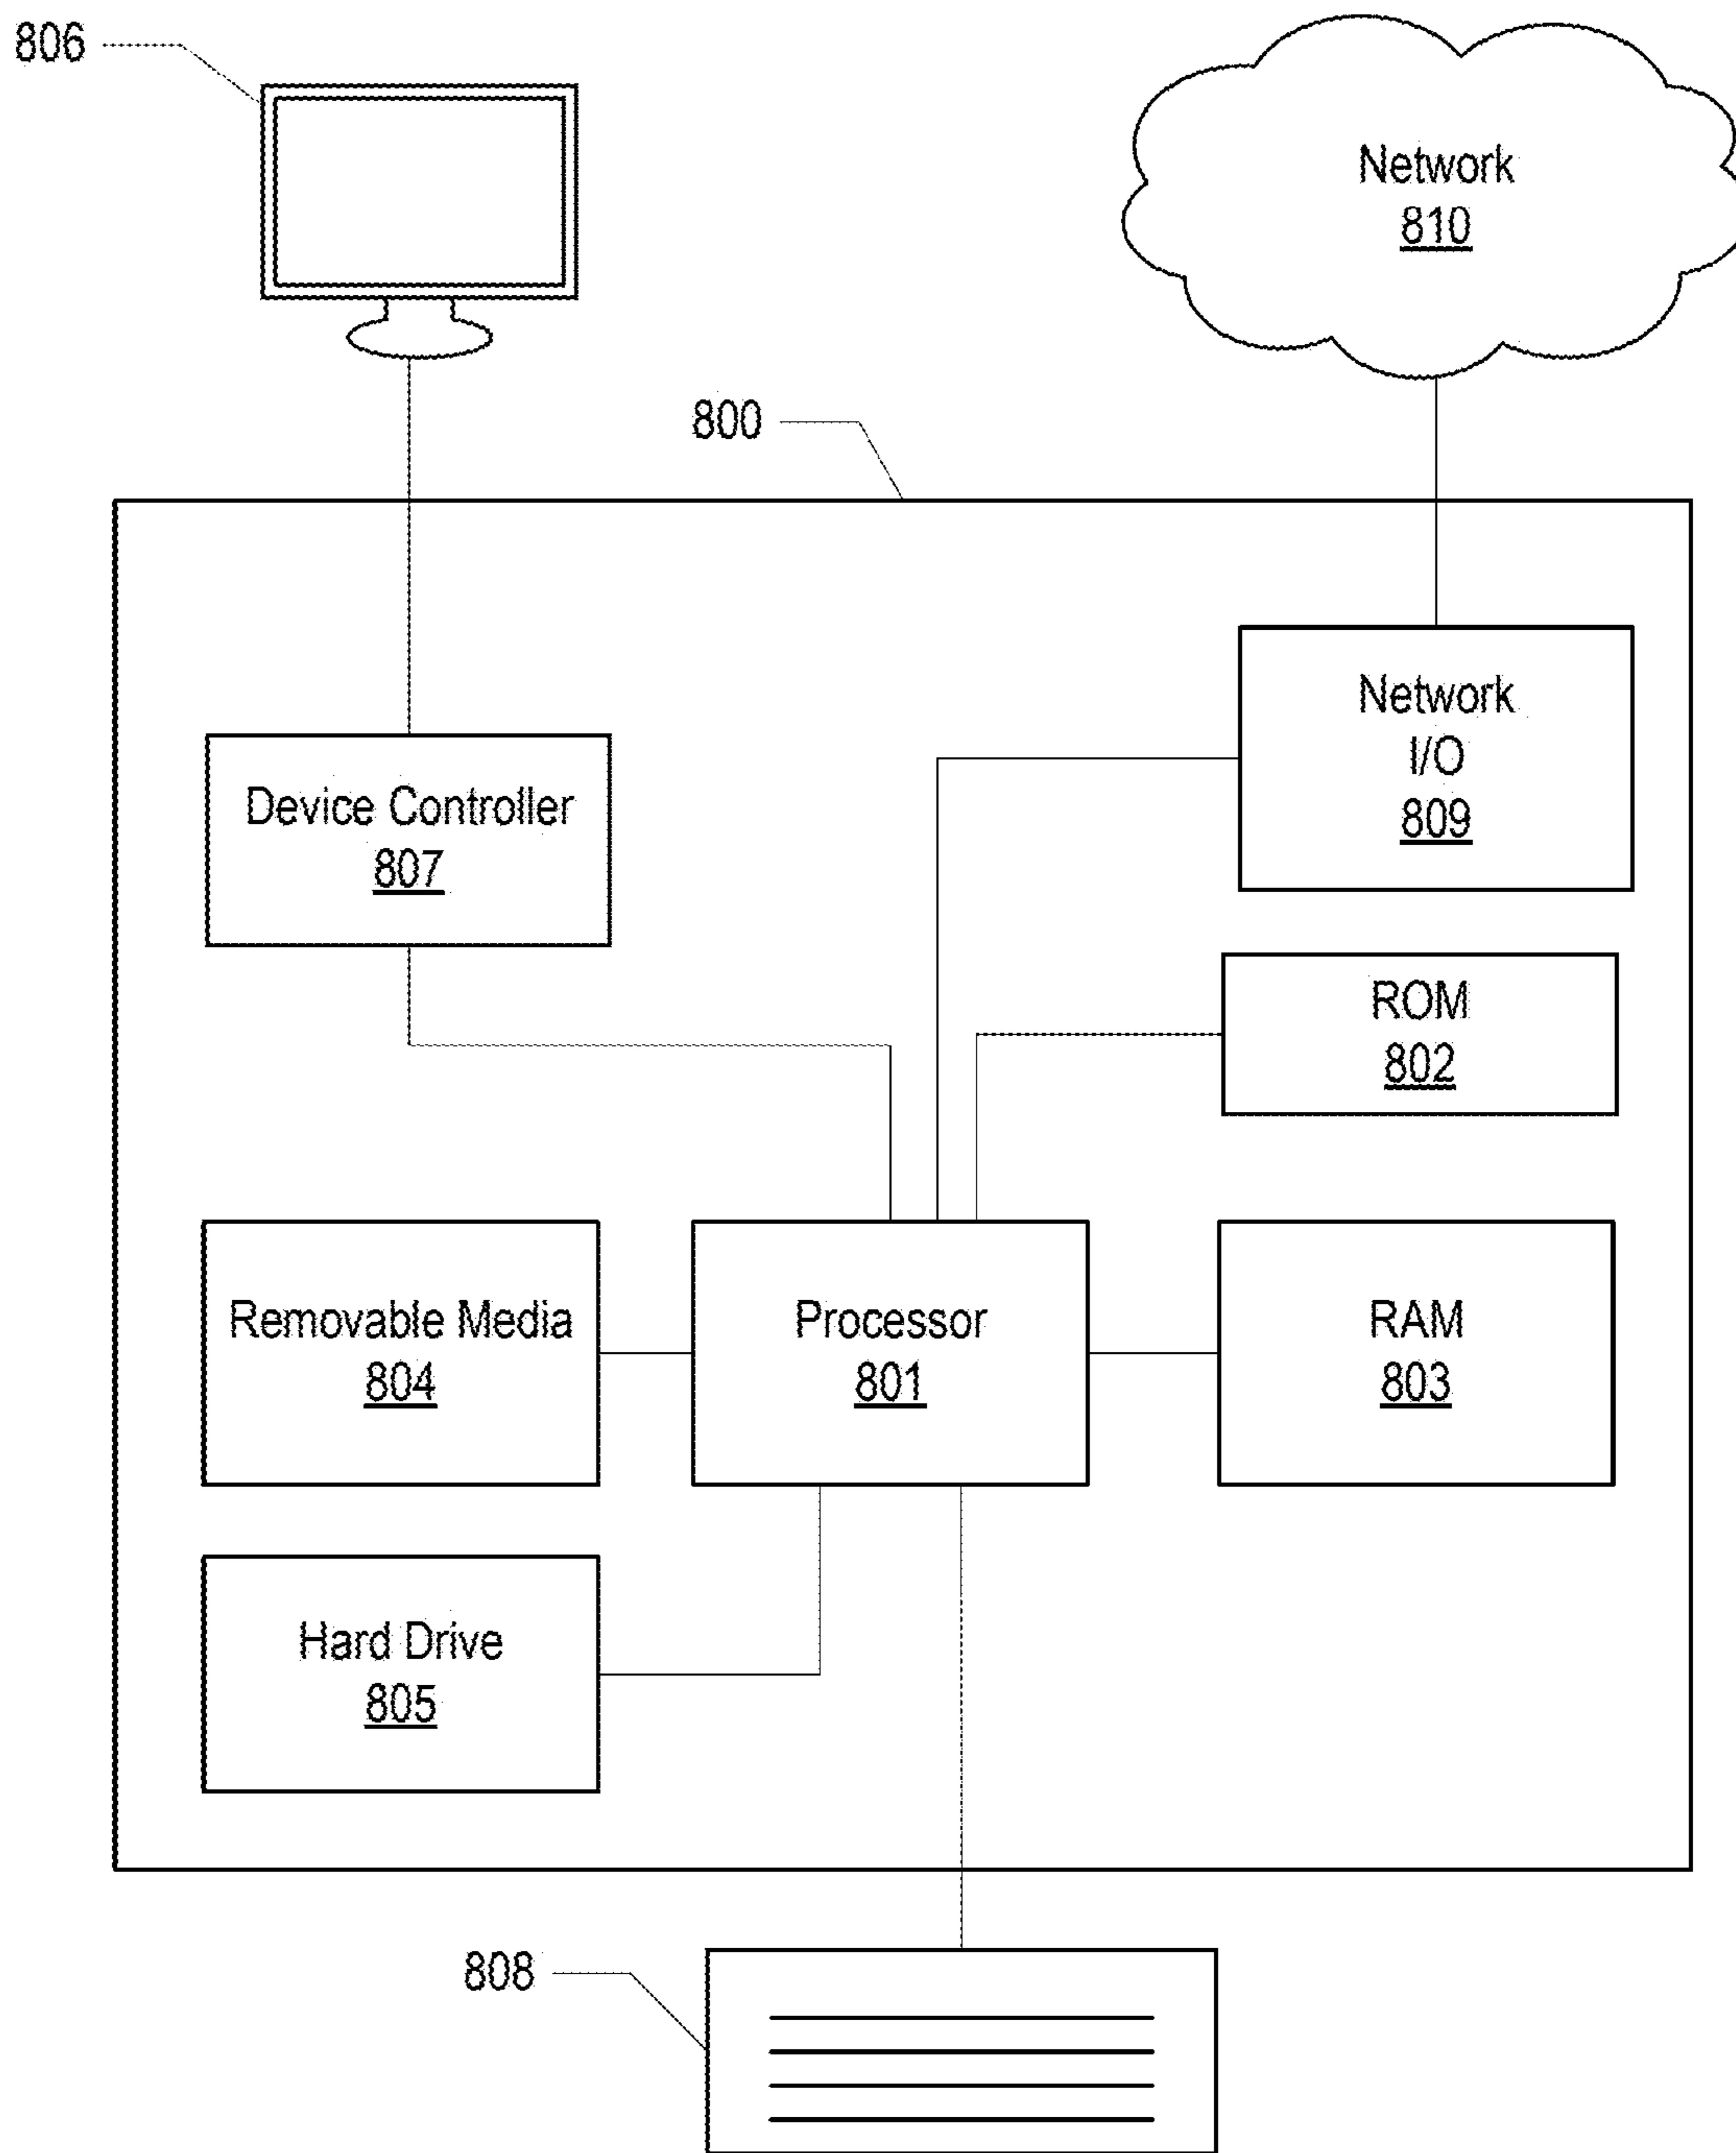 806
Network
810
800
Network
I/O
809
Device Controller
807
ROM
802
Removable Media
804
Processor
801
RAM
803
Hard Drive
805
808